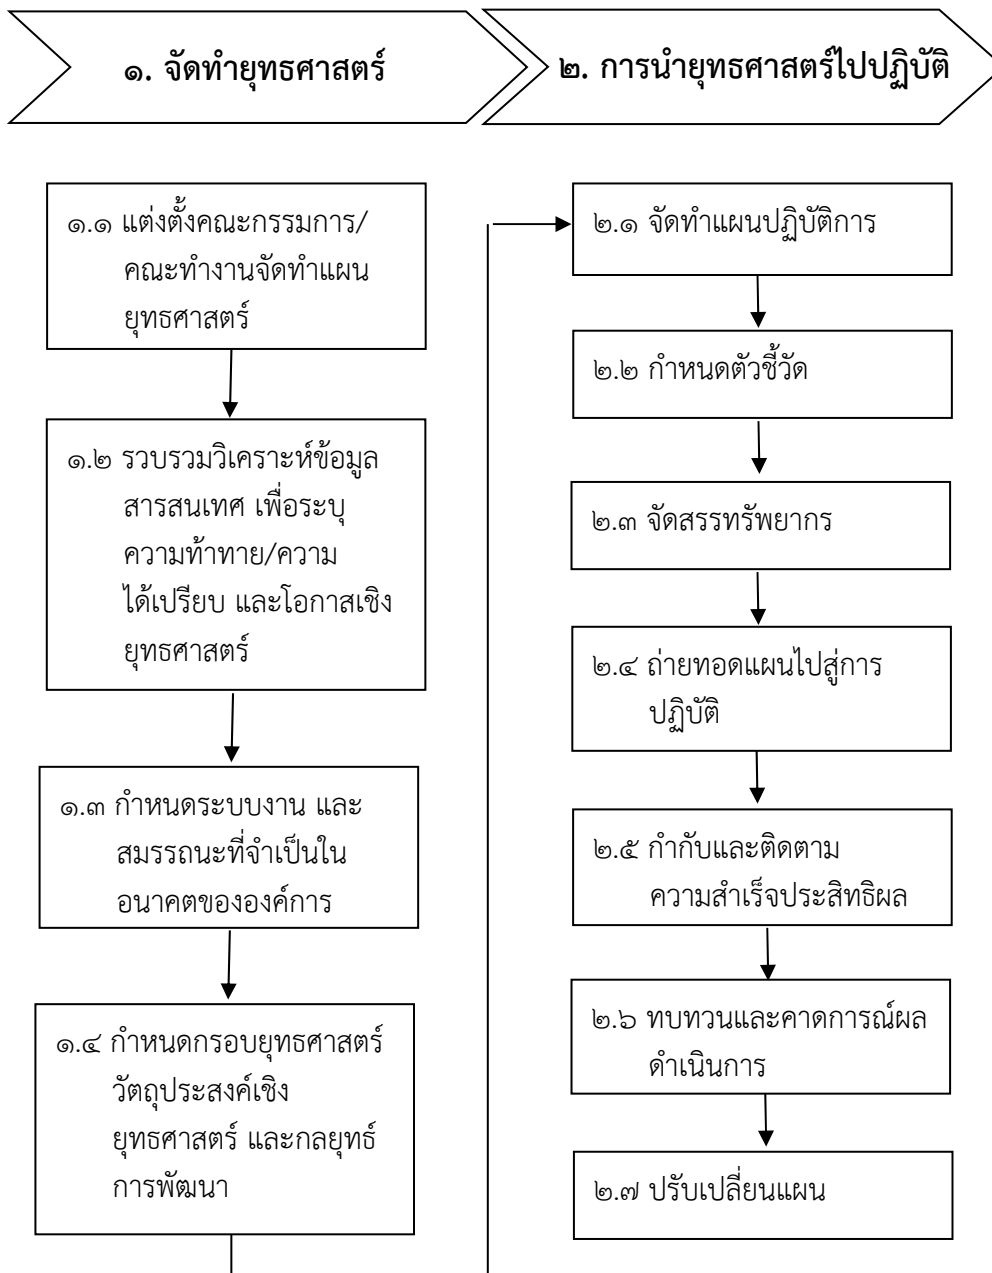 ๑. จัดทำยุทธศาสตร์
๒. การนำยุทธศาสตร์ไปปฏิบัติ
๑.๑ แต่งตั้งคณะกรรมการ/
คณะทำงานจัดทำแผน
ยุทธศาสตร์
๑.๒ รวบรวมวิเคราะห์ข้อมูล
สารสนเทศ เพื่อระบุ
ความท้าทาย/ความ
ได้เปรียบ และโอกาสเชิง
ยุทธศาสตร์
๑.๓ กำหนดระบบงาน และ
สมรรถนะที่จำเป็นใน
อนาคตขององค์การ
๑.๔ กำหนดกรอบยุทธศาสตร์
วัตถุประสงค์เชิง
ยุทธศาสตร์ และกลยุทธ์
การพัฒนา
๒.๑ จัดทำแผนปฏิบัติการ
๒.๒ กำหนดตัวชี้วัด
๒.๓ จัดสรรทรัพยากร
๒.๔ ถ่ายทอดแผนไปสู่การ
ปฏิบัติ
๒.๕ กำกับและติดตาม
ความสำเร็จประสิทธิผล
๒.๖ ทบทวนและคาดการณ์ผล
ดำเนินการ
๒.๗ ปรับเปลี่ยนแผน